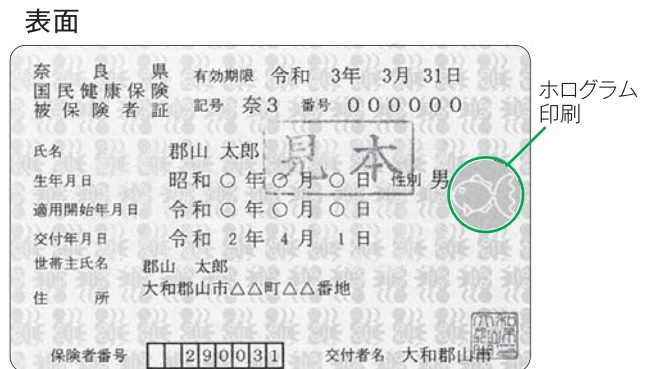 表面
奈良県
国民健康保険
被保険者証
有効期限 令和 3年 3月 31日
記号 奈3 番号 000000
氏名 郡山 太郎
見本
生年月日 昭和 ○ 年 ○ 月 ○ 日 性別 男
適用開始年月日 令和 ○ 年 ○ 月 ○ 日
交付年月日 令和 2 年 4 月 1 日
世帯主氏名 郡山 太郎
住所 大和郡山市△△町△△番地
保険者番号 290031 交付者名 大和郡山市
ホログラム
印刷